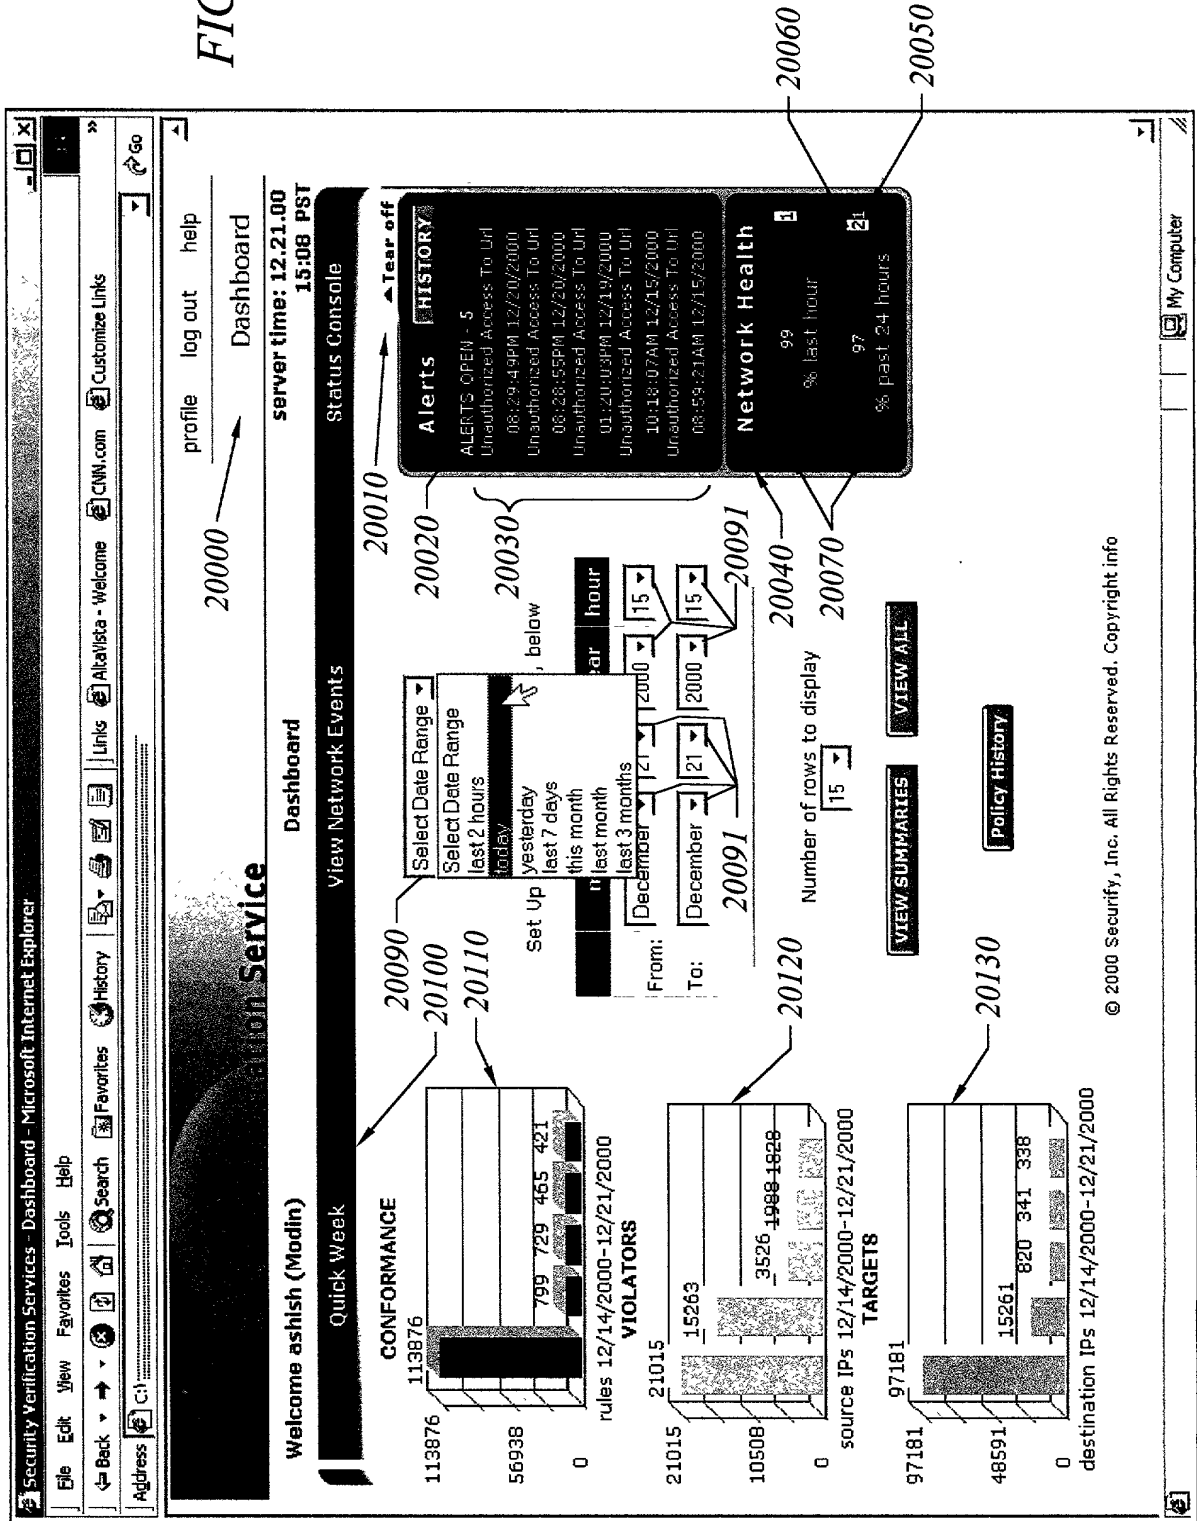 FIG
Security Verification Services - Dashboard - Microsoft Internet Explorer
File Edit View Favorites Tools Help
Back Search Favorites History Links AltaVista - Welcome CNN.com Customize Links »
Address C:\ Go
ation Service
profile log out help
20000
Dashboard
Welcome ashish (Modin) Dashboard server time: 12.21.00
15:08 PST
Quick Week View Network Events Status Console
20090
20100
20110
20010
Tear off
CONFORMANCE
113876
113876
56938
0
799 729 465 421
rules 12/14/2000-12/21/2000
VIOLATORS
21015
21015
15263
10508
3526 1988 1828
0
source IPs 12/14/2000-12/21/2000
TARGETS
97181
97181
48591
15261
820 341 338
0
destination IPs 12/14/2000-12/21/2000
20120
20130
Select Date Range
Select Date Range
last 2 hours
today
yesterday
last 7 days
this month
last month
last 3 months
Set Up , below
ear hour
From: December 21 2000 15
To: December 21 2000 15
20091
20091
Number of rows to display
15
VIEW SUMMARIES VIEW ALL
Policy History
20020
20030
Alerts HISTORY
ALERTS OPEN - 5
Unauthorized Access To Url
08:29:49PM 12/20/2000
Unauthorized Access To Url
08:28:55PM 12/20/2000
Unauthorized Access To Url
01:20:03PM 12/19/2000
Unauthorized Access To Url
10:18:07AM 12/15/2000
Unauthorized Access To Url
08:59:21AM 12/15/2000
20040
20070
Network Health
99 1
% last hour
97 21
% past 24 hours
20060
20050
© 2000 Securify, Inc. All Rights Reserved. Copyright info
My Computer